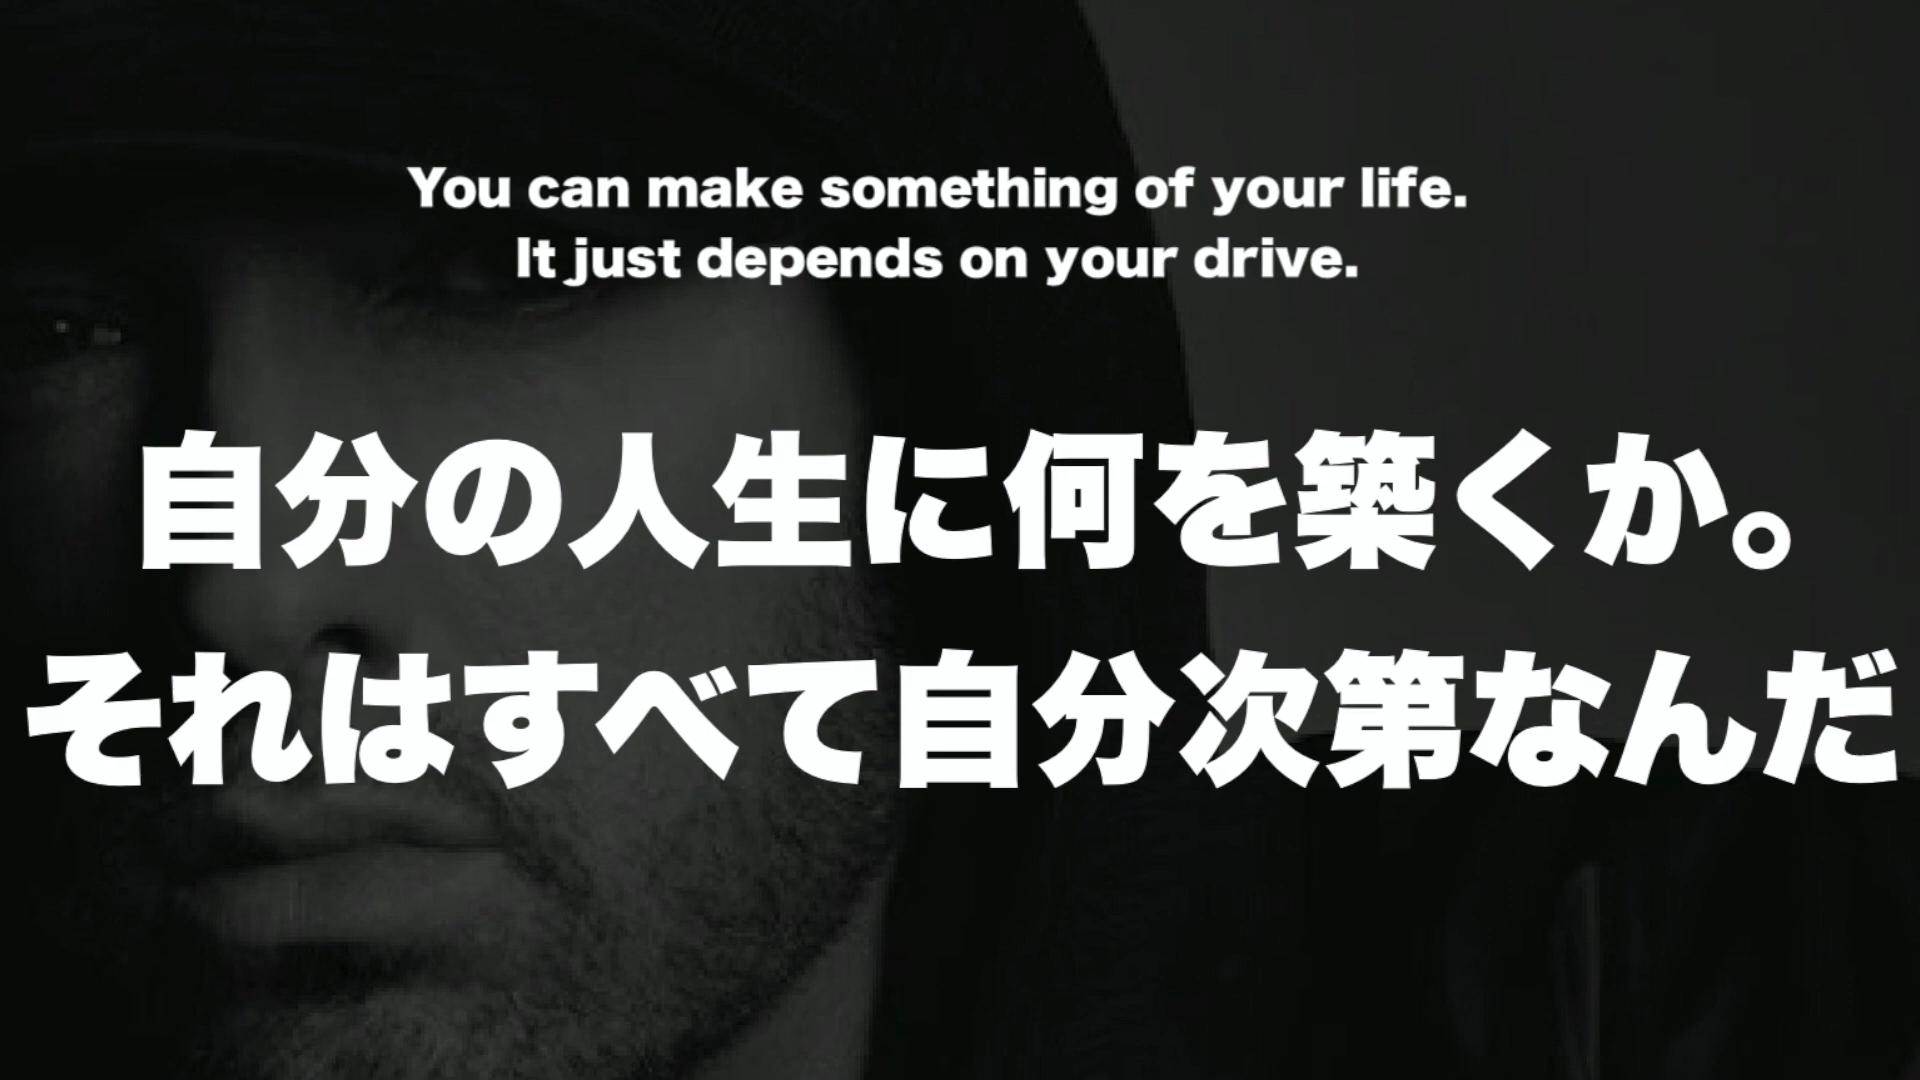 You can make something of your life.
It just depends on your drive.
自分の人生に何を築くか。
それはすべて自分次第なんだ